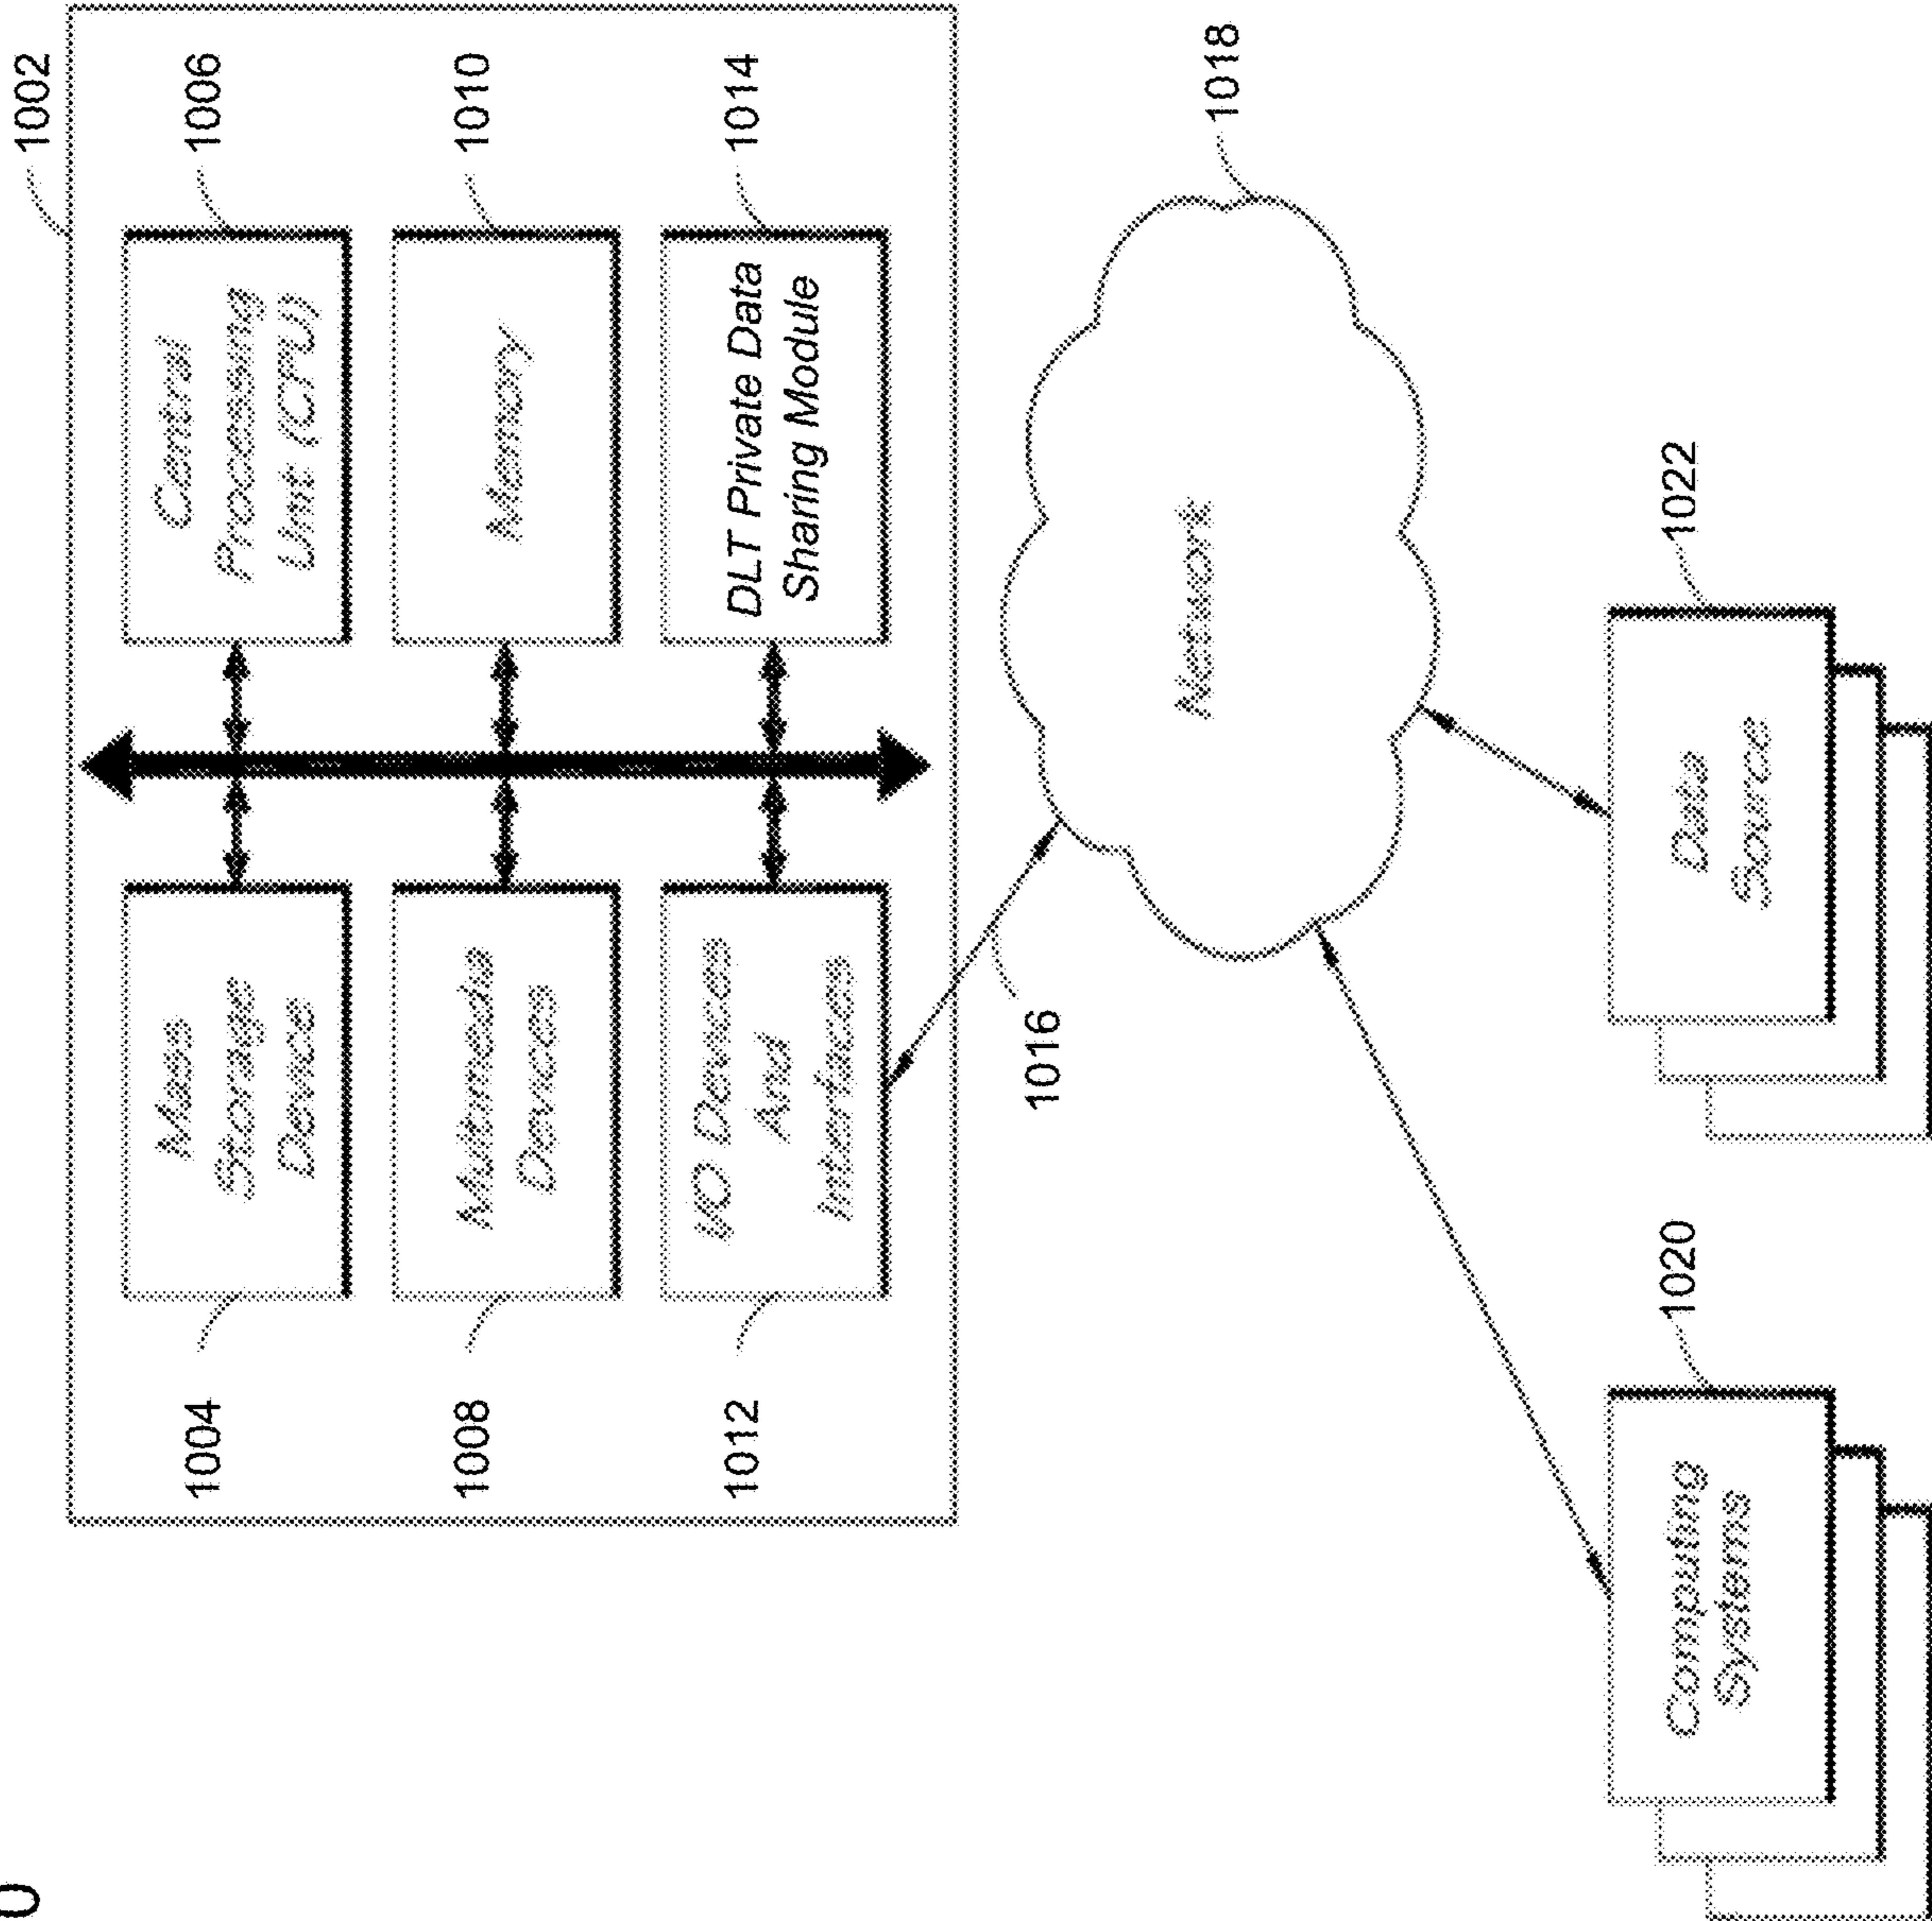 1002
1004
Mass
Storage
Device
Central
Processing
Unit (CPU)
1006
1008
Multimedia
Devices
Memory
1010
1012
I/O Devices
And
Interfaces
DLT Private Data
Sharing Module
1014
1016
Network
1018
Computing
Systems
1020
Data
Source
1022